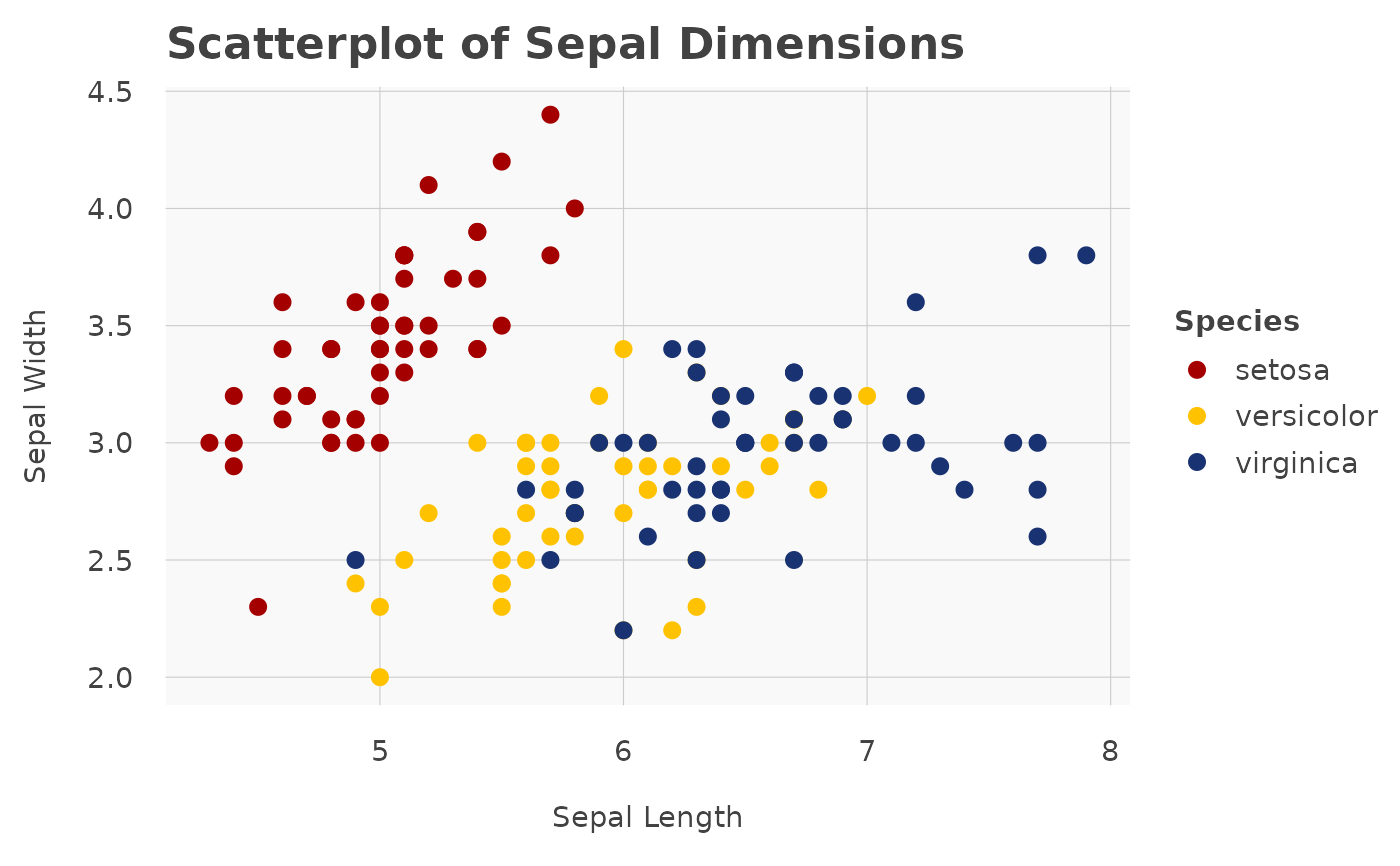 Scatterplot of Sepal Dimensions
4.5
4.0
3.5
3.0
2.5
2.0
Sepal Width
5 6 7 8
Sepal Length
Species
setosa
versicolor
virginica